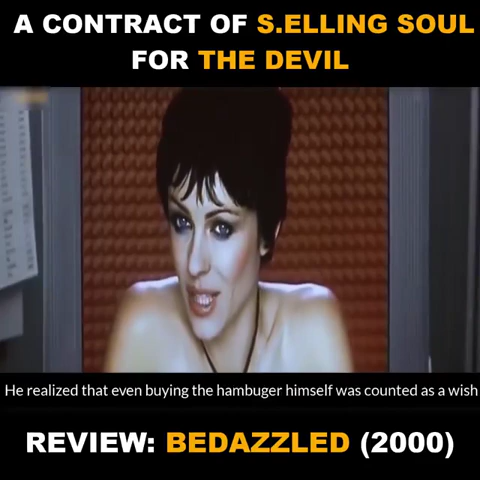 A CONTRACT OF S.ELLING SOUL
FOR THE DEVIL
He realized that even buying the hambuger himself was counted as a wish
REVIEW: BEDAZZLED (2000)